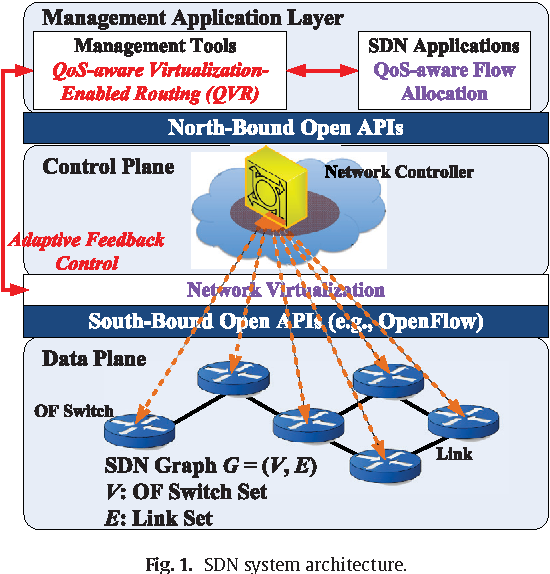 Management Application Layer
Management Tools
QoS-aware Virtualization-
Enabled Routing (QVR)
SDN Applications
QoS-aware Flow
Allocation
North-Bound Open APIs
Control Plane
Network Controller
Adaptive Feedback
Control
Network Virtualization
South-Bound Open APIs (e.g., OpenFlow)
Data Plane
OF Switch
Link
SDN Graph G = (V, E)
V: OF Switch Set
E: Link Set
Fig. 1. SDN system architecture.